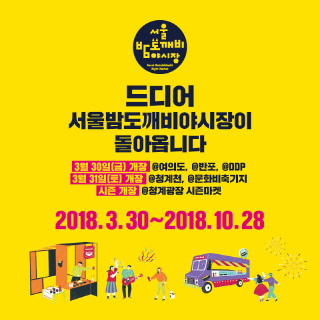 서울
밤도깨비
야시장
드디어
서울밤도깨비야시장이
돌아옵니다
3월 30일(금) 개장 @여의도, @반포, @DDP
3월 31일(토) 개장 @청계천, @문화비축기지
시즌 개장 @청계광장 시즌마켓
2018. 3. 30~2018. 10. 28